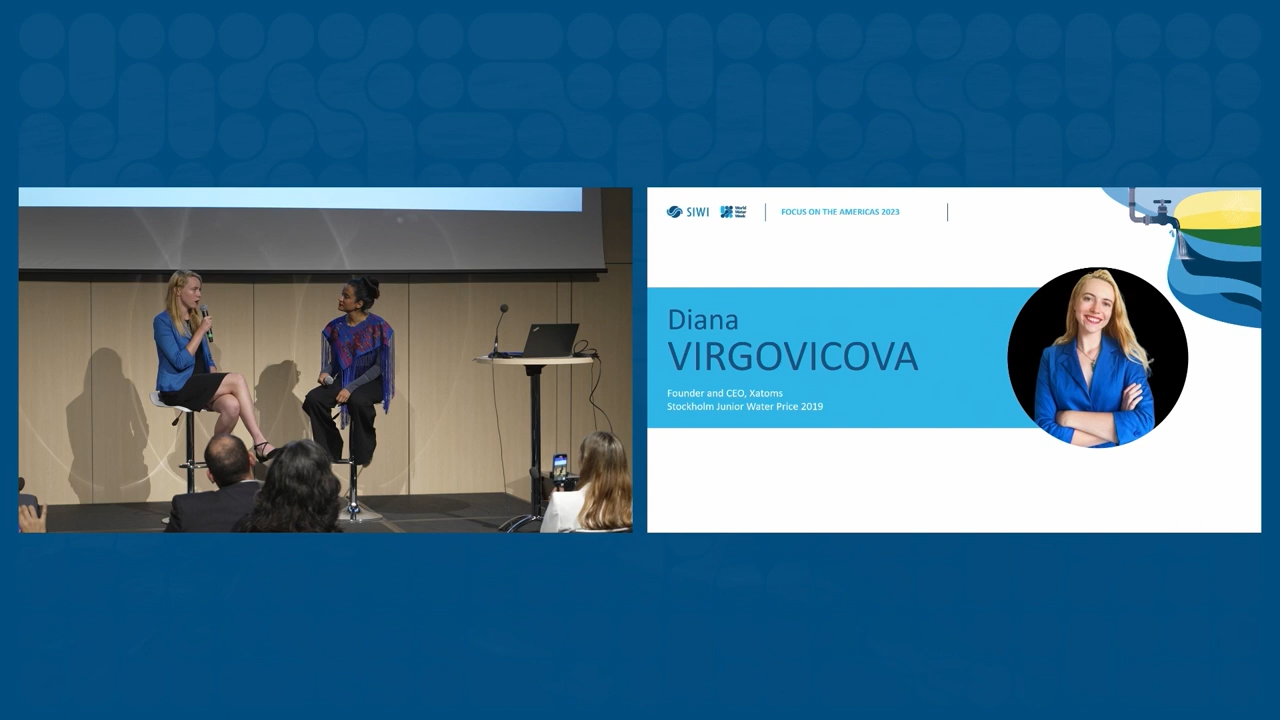 SIWI
World
Water
Week
FOCUS ON THE AMERICAS 2023
Diana
VIRGOVICOVA
Founder and CEO, Xatoms
Stockholm Junior Water Price 2019